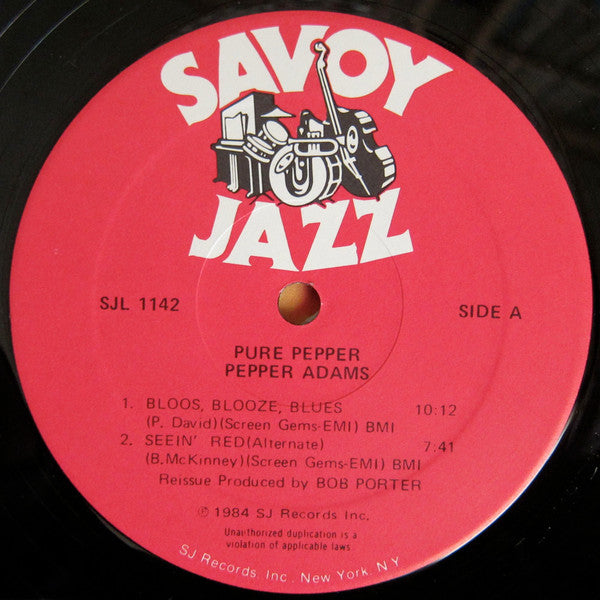 SAVOY
JAZZ
SJL 1142
SIDE A
PURE PEPPER
PEPPER ADAMS
1. BLOOS, BLOOZE, BLUES 10:12
(P. David)(Screen Gems-EMI) BMI
2. SEEIN' RED(Alternate) 7:41
(B. McKinney)(Screen Gems-EMI) BMI
Reissue Produced by BOB PORTER
℗ 1984 SJ Records Inc.
Unauthorized duplication is a
violation of applicable laws
SJ Records, Inc., New York, N.Y.